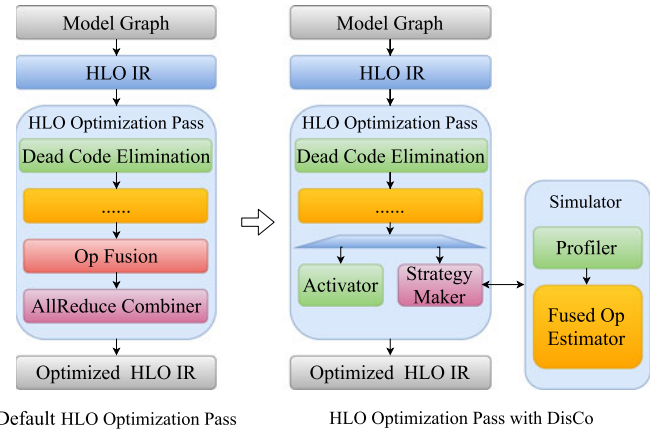 Model Graph
HLO IR
HLO Optimization Pass
Dead Code Elimination
......
Op Fusion
AllReduce Combiner
Optimized HLO IR
Default HLO Optimization Pass
Model Graph
HLO IR
HLO Optimization Pass
Dead Code Elimination
......
Activator
Strategy
Maker
Optimized HLO IR
Simulator
Profiler
Fused Op
Estimator
HLO Optimization Pass with DisCo